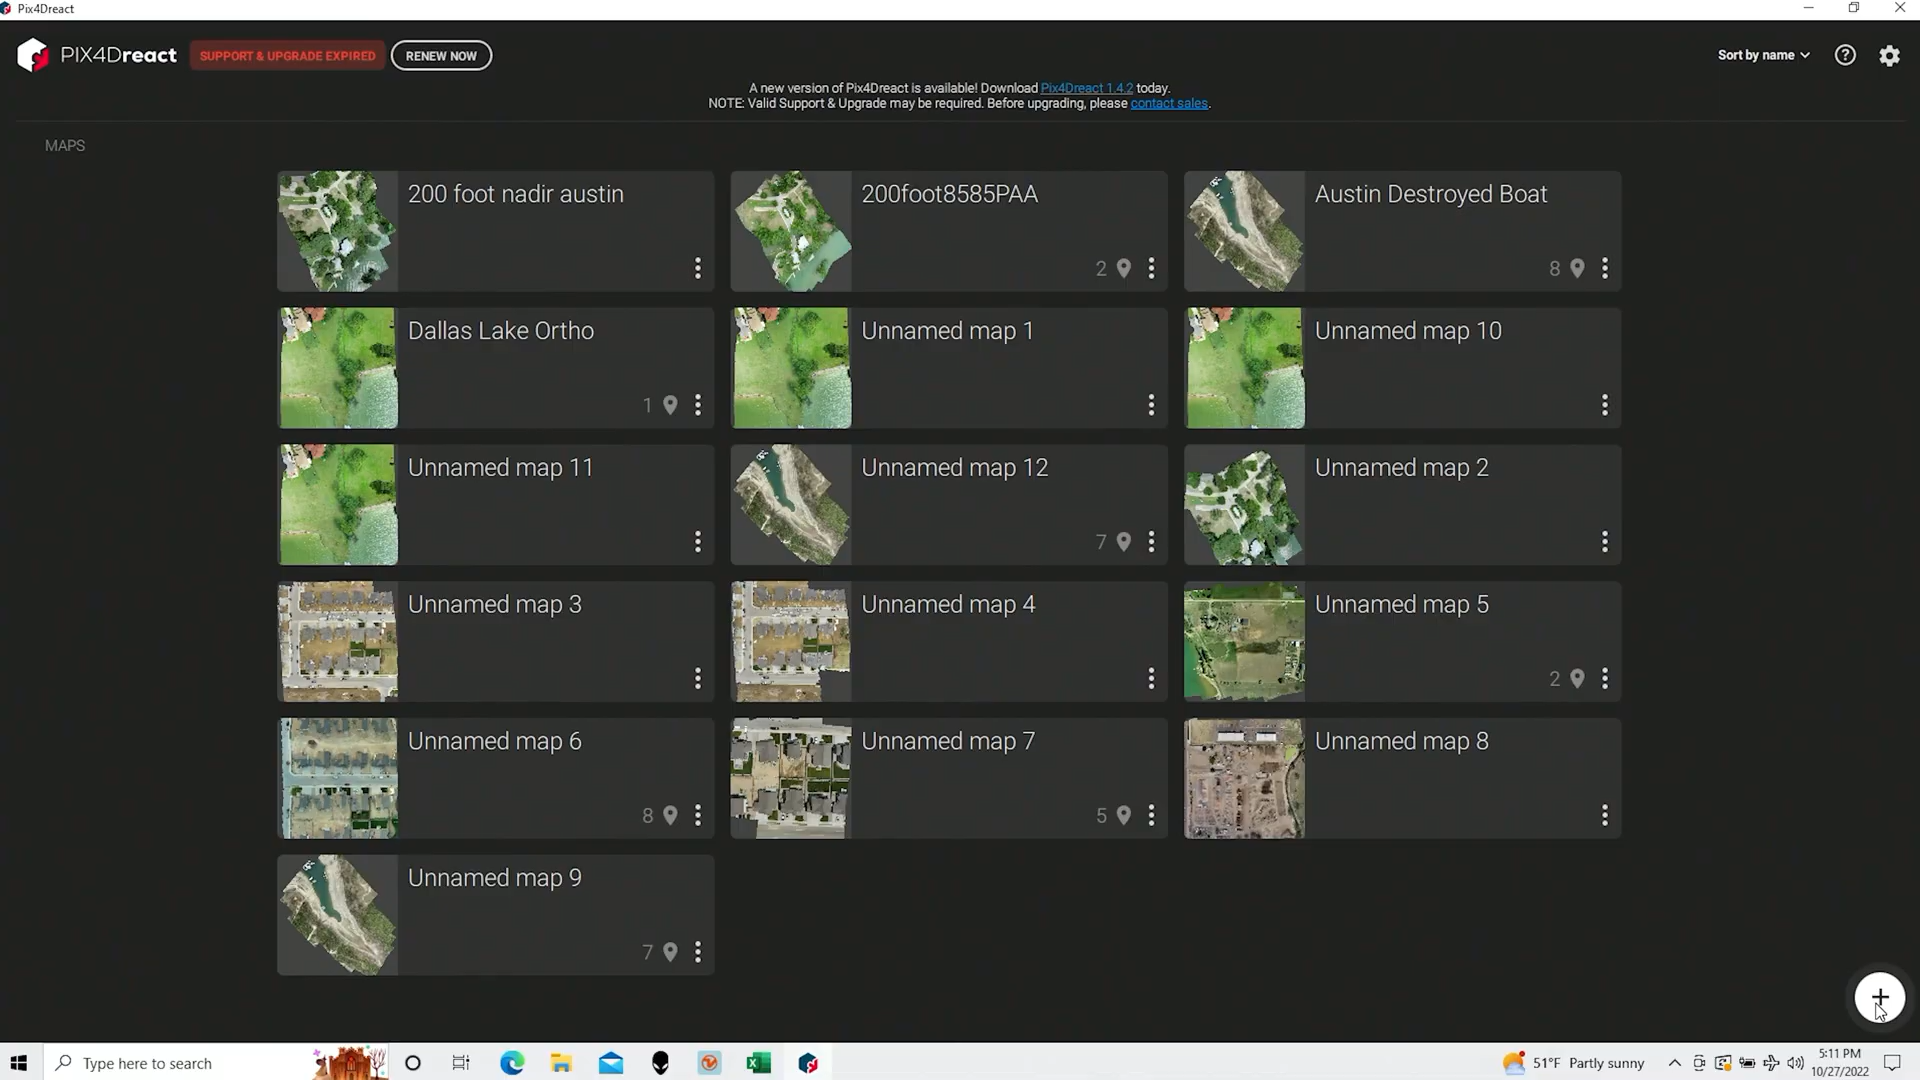 Pix4Dreact
PIX4Dreact
SUPPORT & UPGRADE EXPIRED
RENEW NOW
Sort by name
A new version of Pix4Dreact is available! Download Pix4Dreact 1.4.2 today.
NOTE: Valid Support & Upgrade may be required. Before upgrading, please contact sales.
MAPS
200 foot nadir austin
200foot8585PAA
2
Austin Destroyed Boat
8
Dallas Lake Ortho
1
Unnamed map 1
Unnamed map 10
Unnamed map 11
Unnamed map 12
7
Unnamed map 2
Unnamed map 3
Unnamed map 4
Unnamed map 5
2
Unnamed map 6
8
Unnamed map 7
5
Unnamed map 8
Unnamed map 9
7
Type here to search
51°F Partly sunny
5:11 PM
10/27/2022